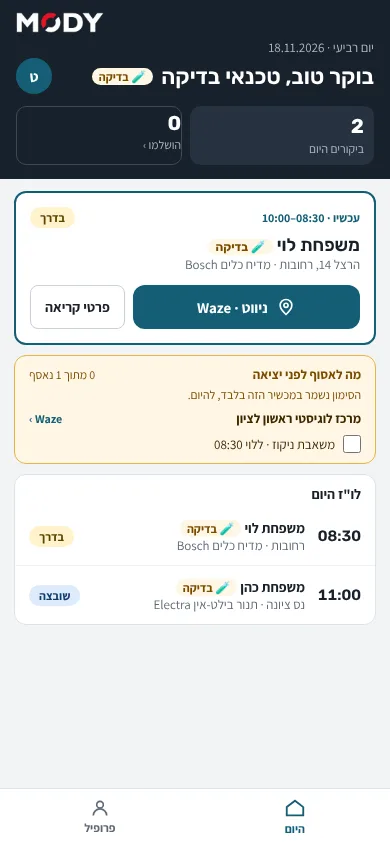 MODY
יום רביעי · 18.11.2026
בוקר טוב, טכנאי בדיקה 🧪 בדיקה
ט
2
ביקורים היום
0
הושלמו ›
עכשיו · 08:30–10:00
בדרך
משפחת לוי 🧪 בדיקה
הרצל 14, רחובות · מדיח כלים Bosch
ניווט · Waze
פרטי קריאה
מה לאסוף לפני יציאה
0 מתוך 1 נאסף
הסימון נשמר במכשיר הזה בלבד, להיום.
מרכז לוגיסטי ראשון לציון
Waze ›
משאבת ניקוז · ללוי 08:30
לו"ז היום
08:30
משפחת לוי 🧪 בדיקה
רחובות · מדיח כלים Bosch
בדרך
11:00
משפחת כהן 🧪 בדיקה
נס ציונה · תנור בילט-אין Electra
שובצה
היום
פרופיל